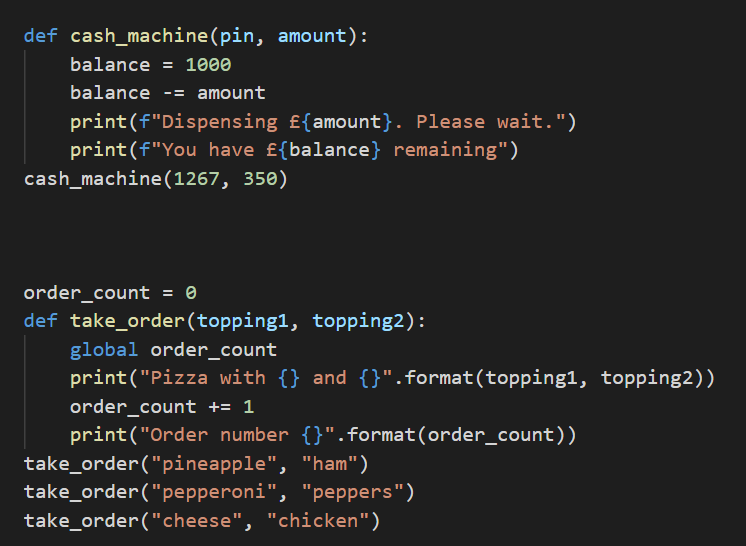 def cash_machine(pin, amount):
    balance = 1000
    balance -= amount
    print(f"Dispensing £{amount}. Please wait.")
    print(f"You have £{balance} remaining")
cash_machine(1267, 350)
order_count = 0
def take_order(topping1, topping2):
    global order_count
    print("Pizza with {} and {}".format(topping1, topping2))
    order_count += 1
    print("Order number {}".format(order_count))
take_order("pineapple", "ham")
take_order("pepperoni", "peppers")
take_order("cheese", "chicken")